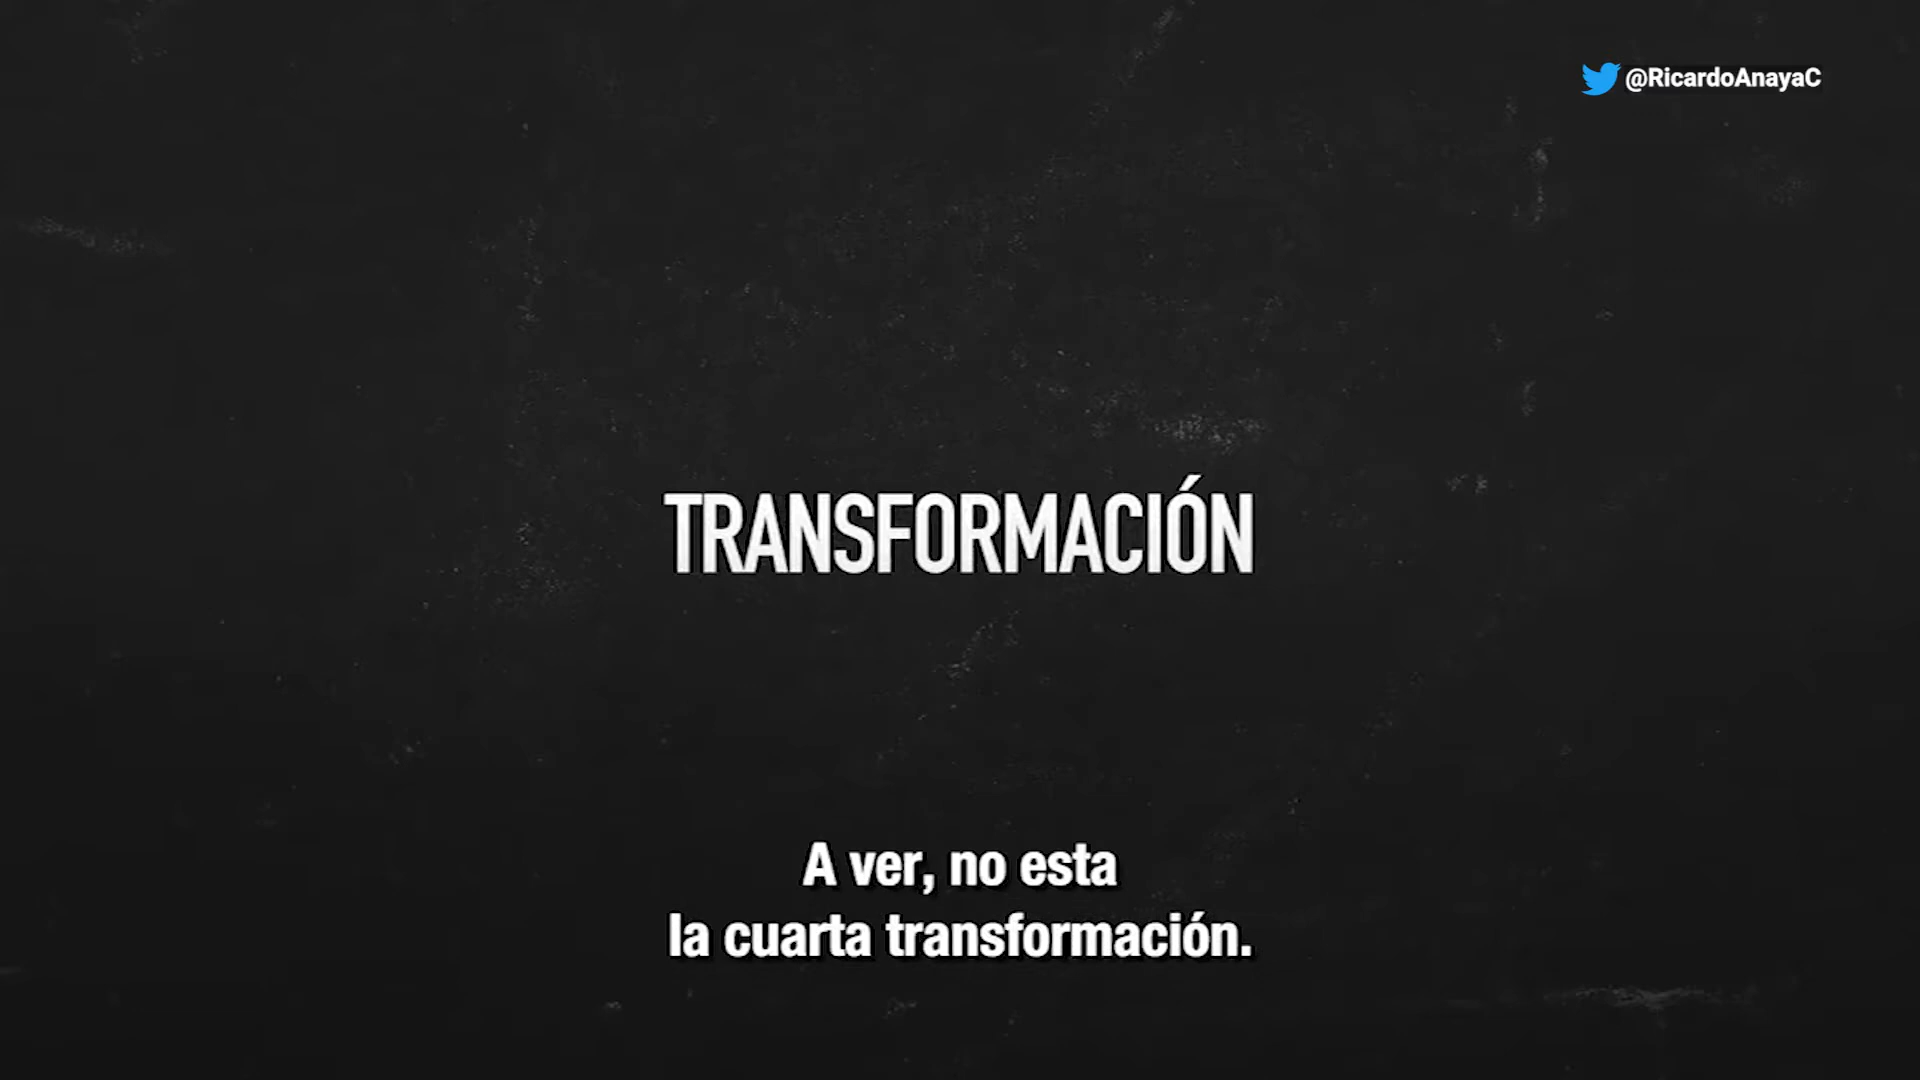 @RicardoAnayaC
TRANSFORMACIÓN
A ver, no esta
la cuarta transformación.